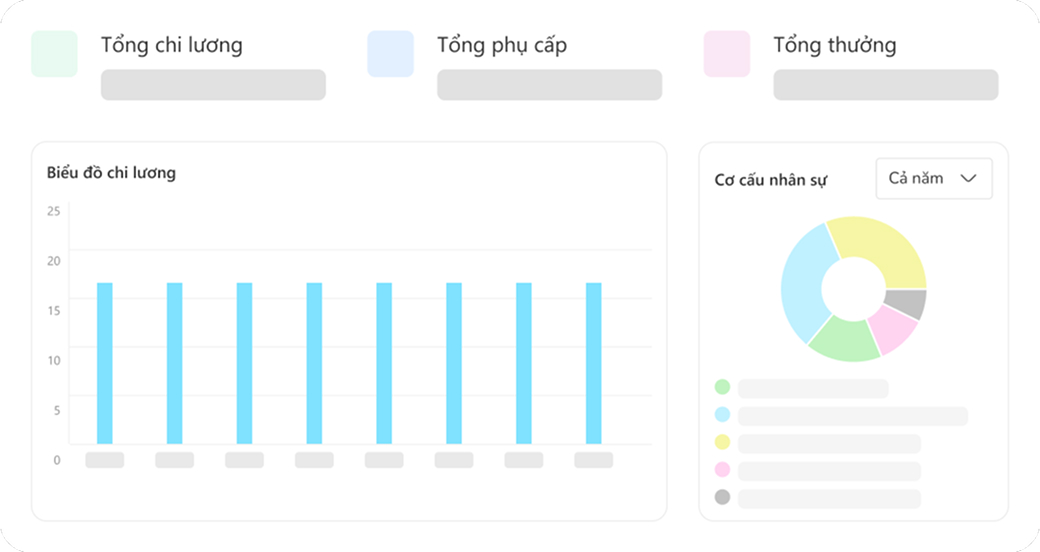 Tổng chi lương
Tổng phụ cấp
Tổng thưởng
Biểu đồ chi lương
25
20
15
10
5
0
Cơ cấu nhân sự
Cả năm